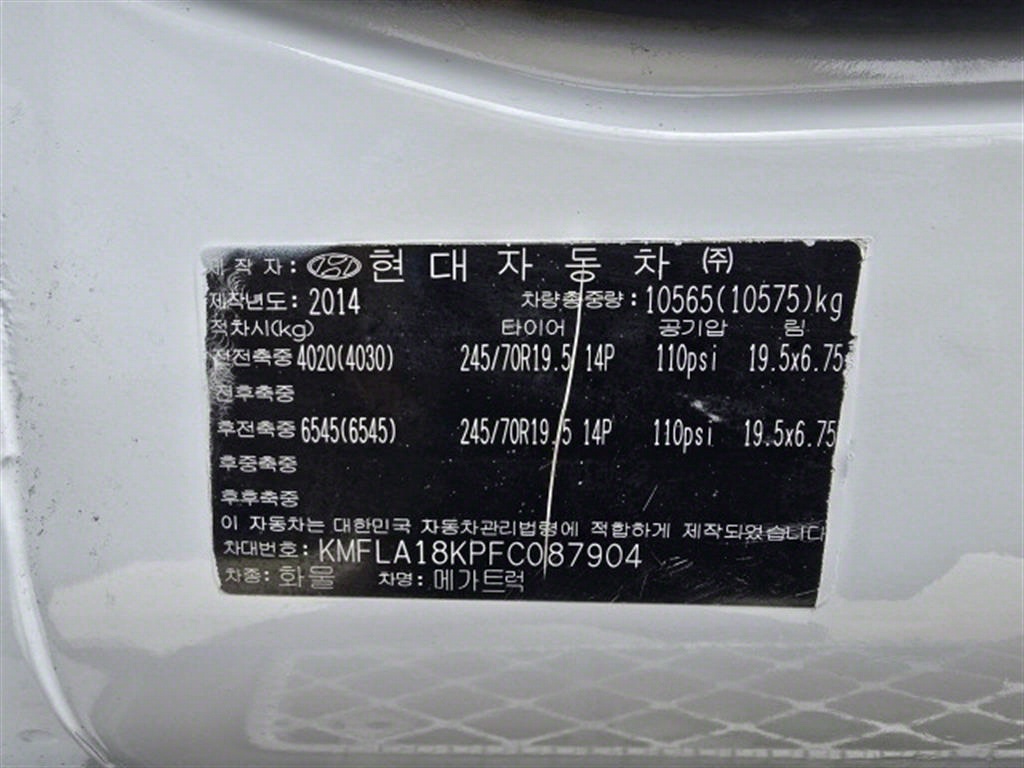 제작자: 현대자동차 ㈜
제작년도: 2014 차량총중량: 10565(10575)kg
적차시(kg) 타이어 공기압 림
전전축중 4020(4030) 245/70R19.5 14P 110psi 19.5x6.75
전후축중
후전축중 6545(6545) 245/70R19.5 14P 110psi 19.5x6.75
후중축중
후후축중
이 자동차는 대한민국 자동차관리법령에 적합하게 제작되었습니다
차대번호: KMFLA18KPFC087904
차종: 화물 차명: 메가트럭